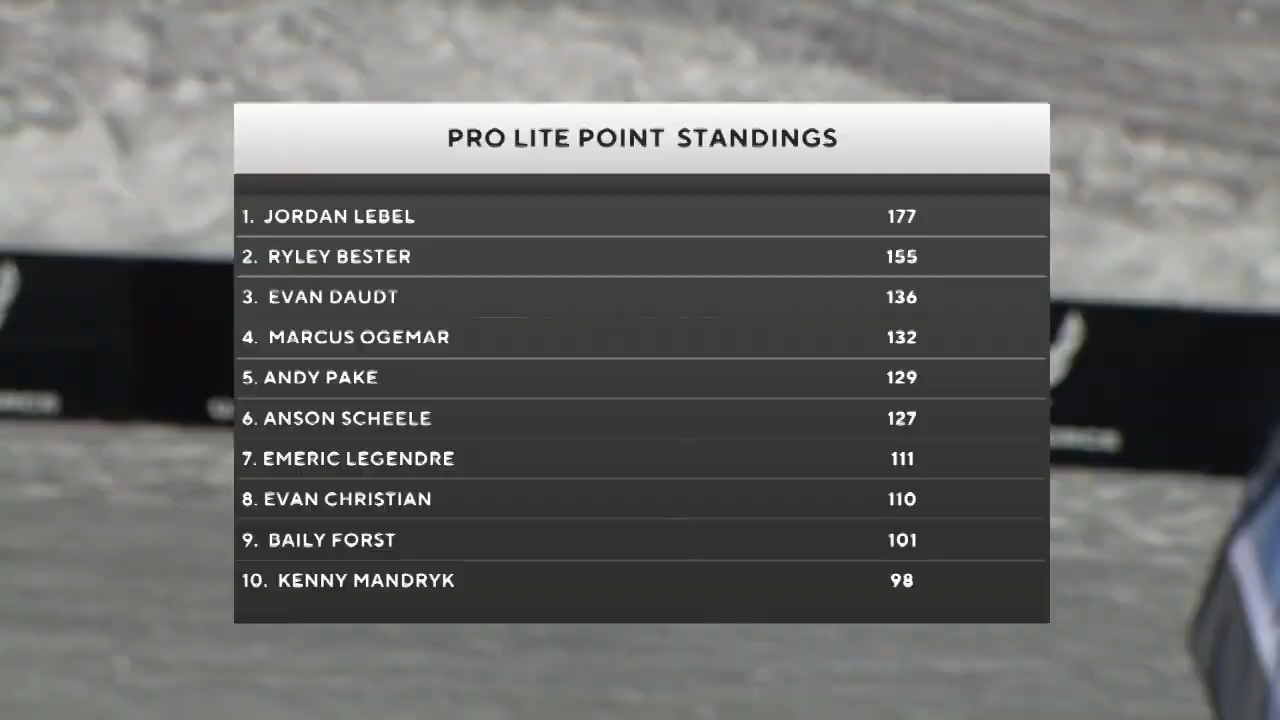 PRO LITE POINT STANDINGS
1. JORDAN LEBEL 177
2. RYLEY BESTER 155
3. EVAN DAUDT 136
4. MARCUS OGEMAR 132
5. ANDY PAKE 129
6. ANSON SCHEELE 127
7. EMERIC LEGENDRE 111
8. EVAN CHRISTIAN 110
9. BAILY FORST 101
10. KENNY MANDRYK 98